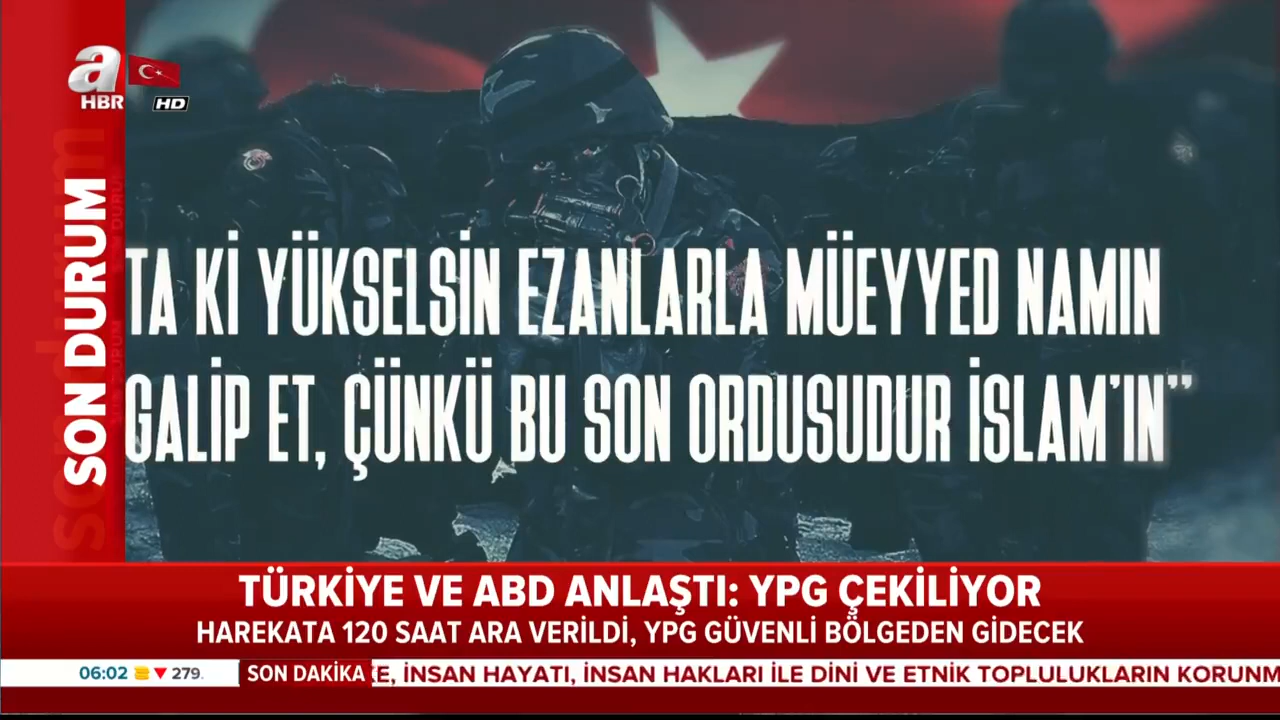 a
HBR
HD
SON DURUM
TA Kİ YÜKSELSİN EZANLARLA MÜEYYED NAMIN
GALİP ET, ÇÜNKÜ BU SON ORDUSUDUR İSLAM'IN"
TÜRKİYE VE ABD ANLAŞTI: YPG ÇEKİLİYOR
HAREKATA 120 SAAT ARA VERİLDİ, YPG GÜVENLİ BÖLGEDEN GİDECEK
06:02 279. SON DAKİKA E, İNSAN HAYATI, İNSAN HAKLARI İLE DİNİ VE ETNİK TOPLULUKLARIN KORUNM